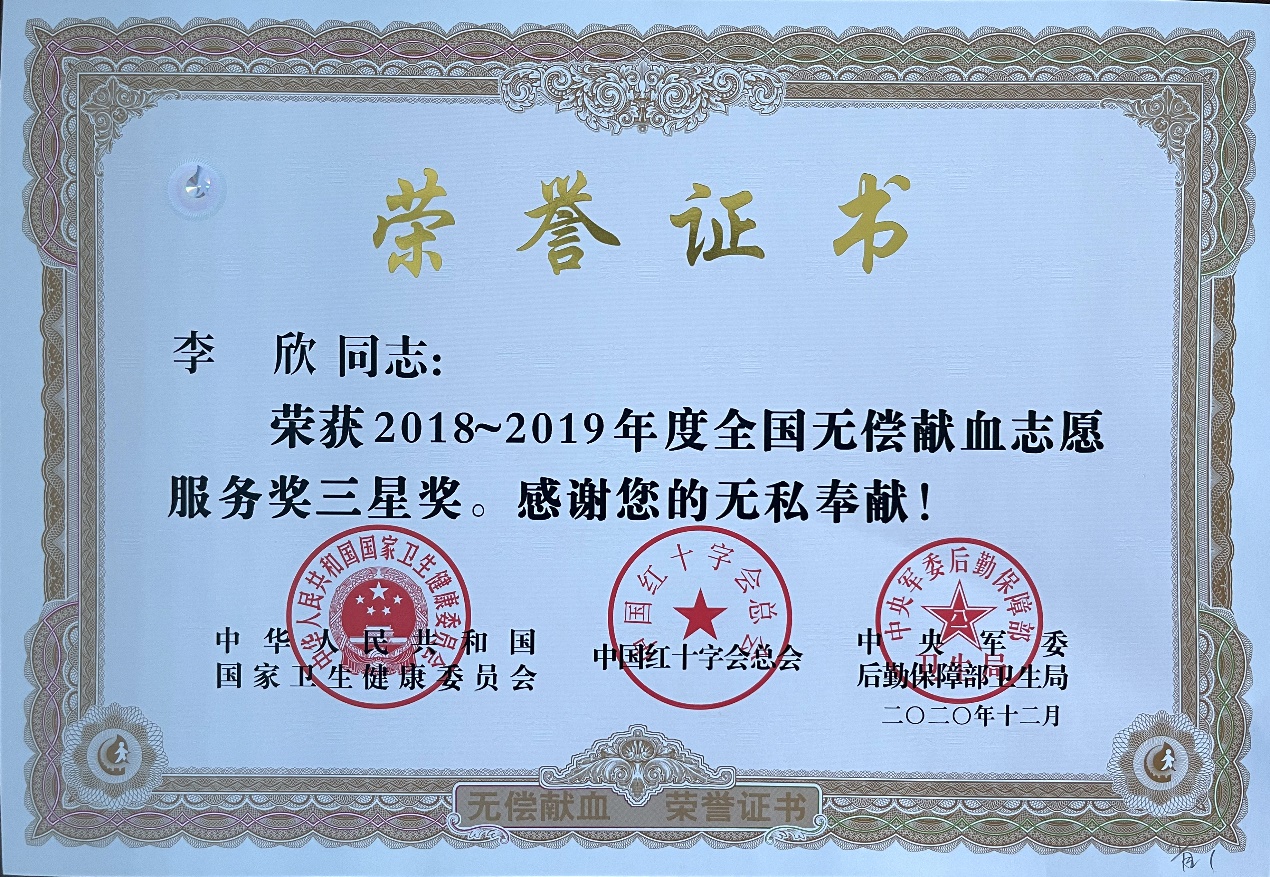 荣誉证书
李 欣 同志：
荣获2018~2019年度全国无偿献血志愿
服务奖三星奖。感谢您的无私奉献！
中华人民共和国国家卫生健康委员会
中国红十字会总会
中央军委后勤保障部
卫生局
中华人民共和国
国家卫生健康委员会
中国红十字会总会
中央军委
后勤保障部卫生局
二〇二〇年十二月
无偿献血 荣誉证书